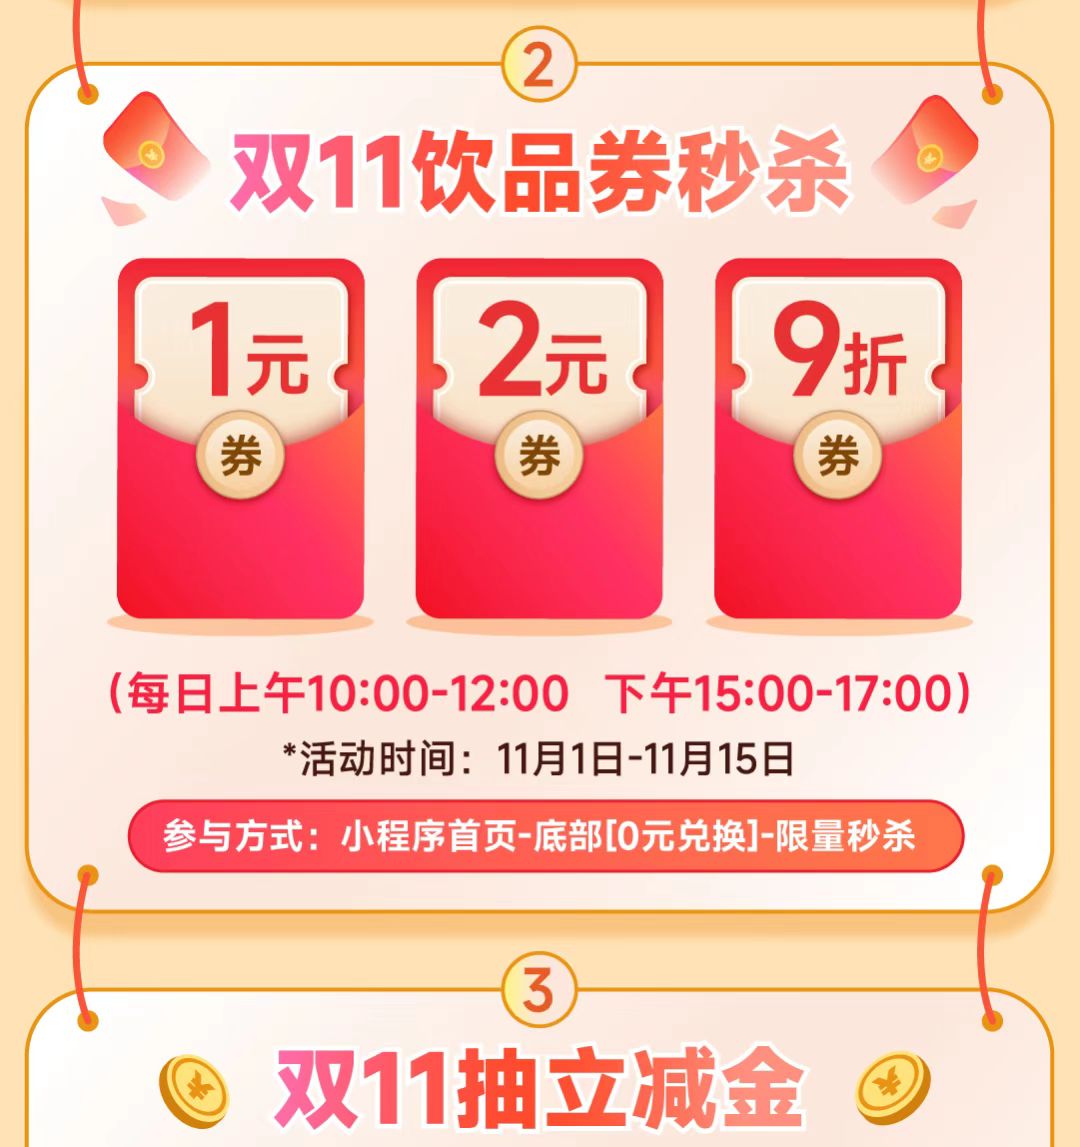 2
双11饮品券秒杀
1元 2元 9折
券 券 券
(每日上午10:00-12:00 下午15:00-17:00)
*活动时间：11月1日-11月15日
参与方式：小程序首页-底部[0元兑换]-限量秒杀
3
双11抽立减金